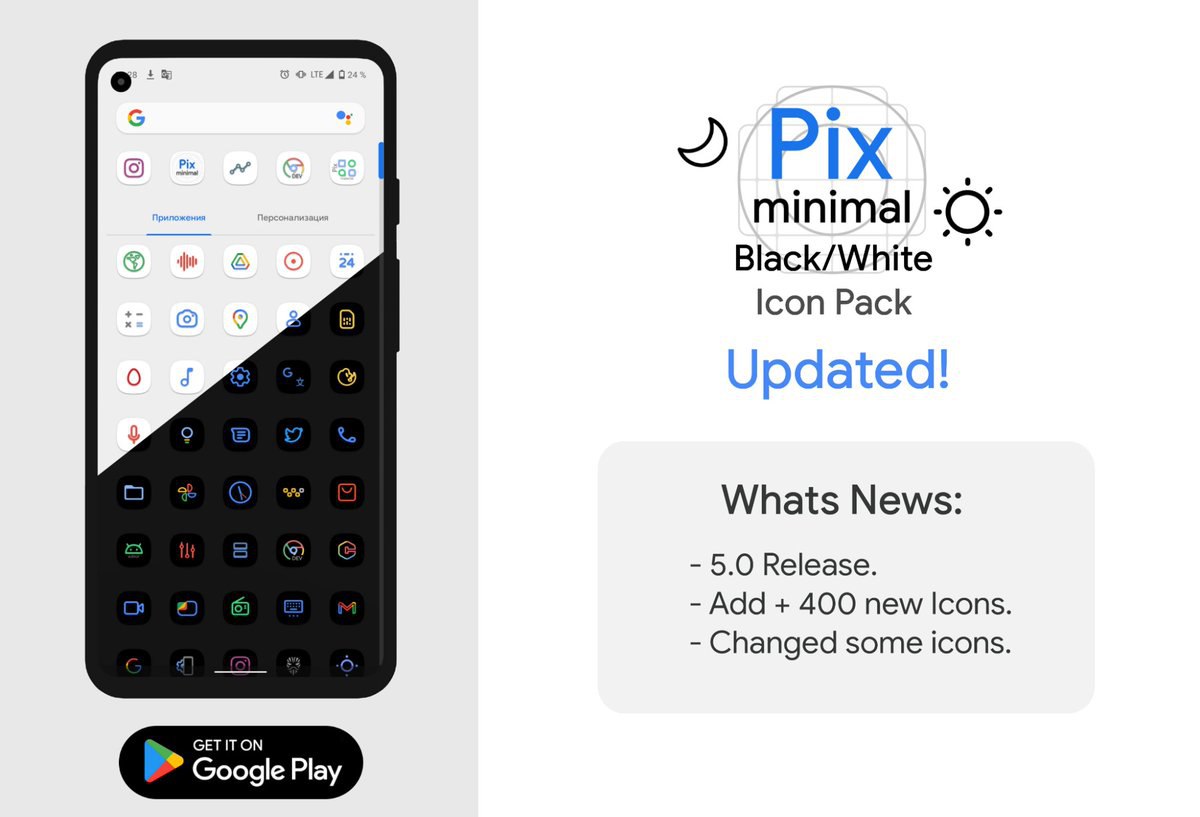 28 LTE 24 %
G
Pix
minimal
DEV
Приложения
Персонализация
24
G 文
DEV
GET IT ON
Google Play
Pix
minimal
Black/White
Icon Pack
Updated!
Whats News:
- 5.0 Release.
- Add + 400 new Icons.
- Changed some icons.